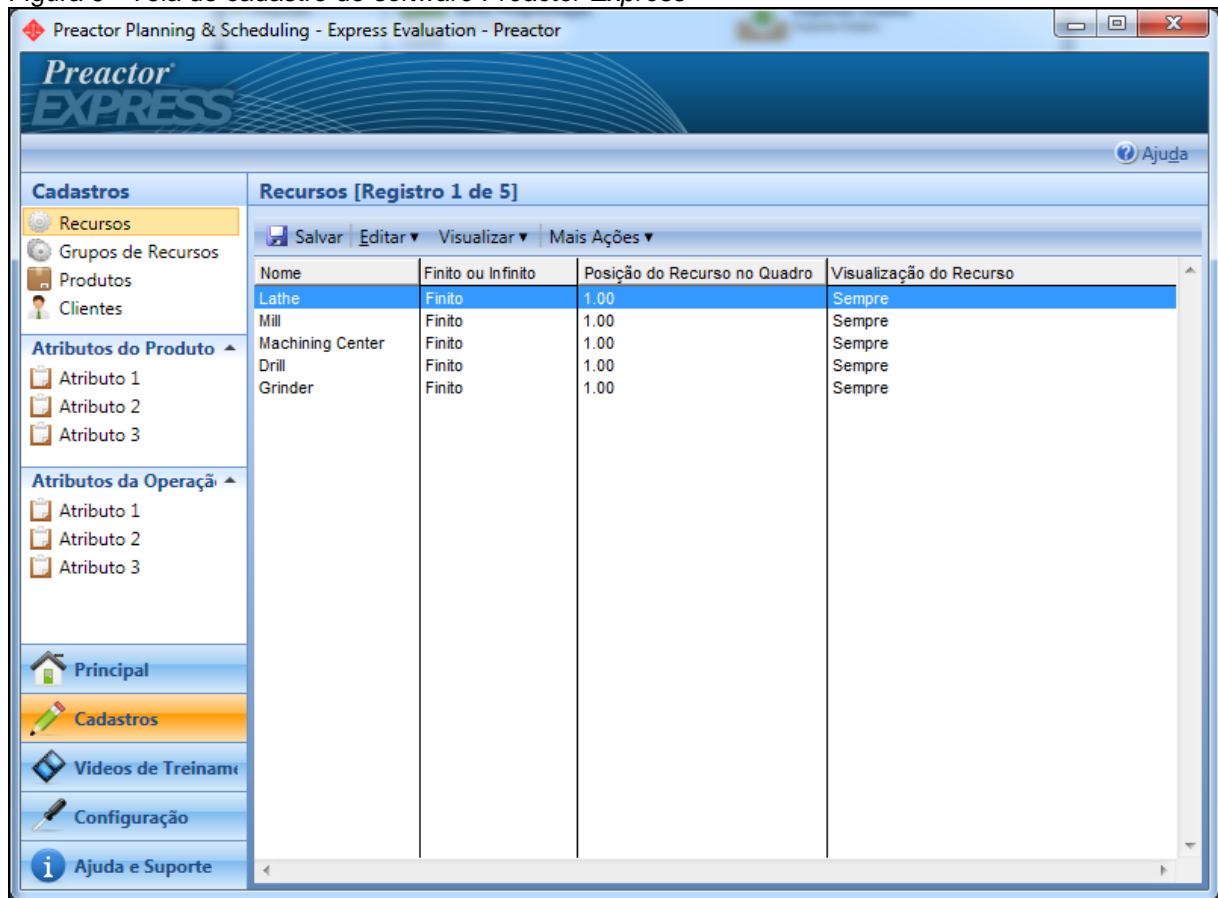 Preactor Planning & Scheduling - Express Evaluation - Preactor
Preactor
EXPRESS
Ajuda
Cadastros
Recursos
Grupos de Recursos
Produtos
Clientes
Atributos do Produto
Atributo 1
Atributo 2
Atributo 3
Atributos da Operaçã
Atributo 1
Atributo 2
Atributo 3
Principal
Cadastros
Videos de Treiname
Configuração
Ajuda e Suporte
Recursos [Registro 1 de 5]
Salvar Editar Visualizar Mais Ações
Nome Finito ou Infinito Posição do Recurso no Quadro Visualização do Recurso
Lathe Finito 1.00 Sempre
Mill Finito 1.00 Sempre
Machining Center Finito 1.00 Sempre
Drill Finito 1.00 Sempre
Grinder Finito 1.00 Sempre